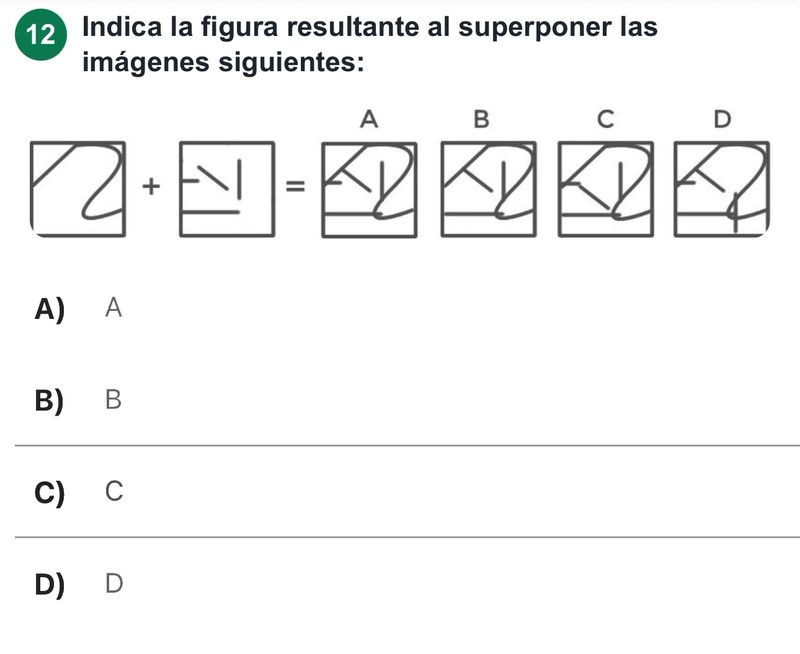 12 Indica la figura resultante al superponer las
imágenes siguientes:
A B C D
+ =
A) A
B) B
C) C
D) D